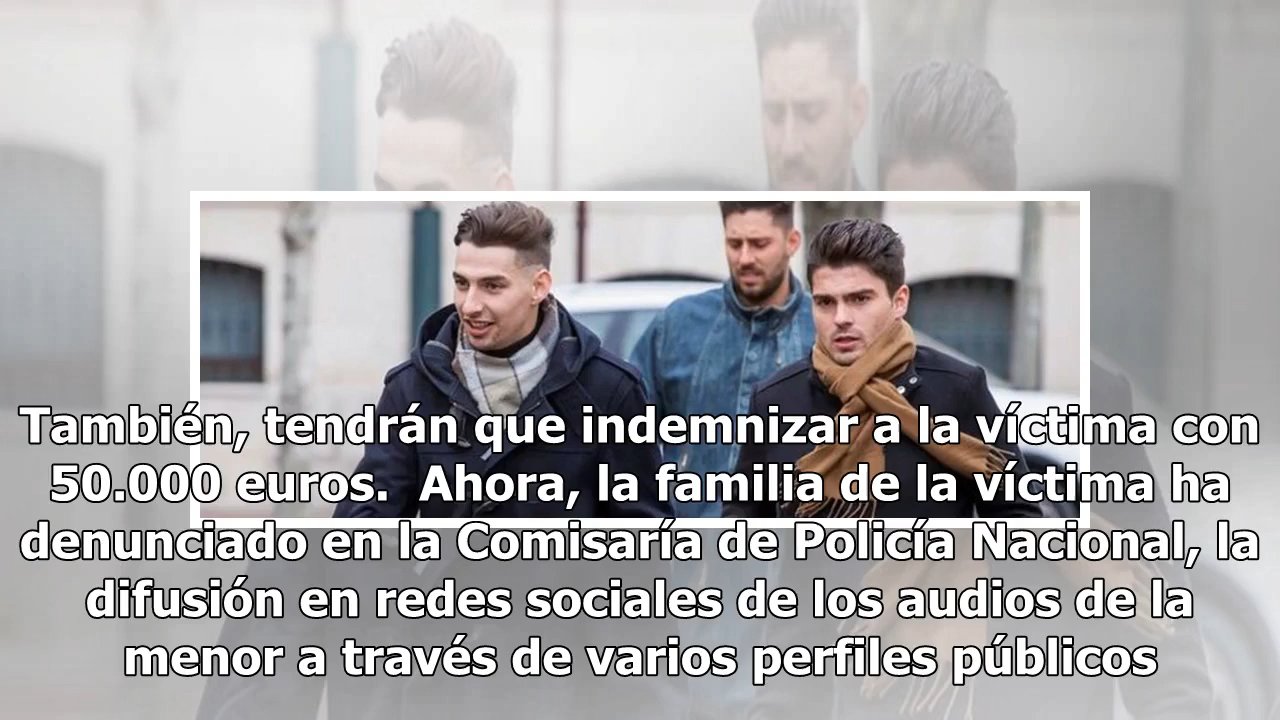 También, tendrán que indemnizar a la víctima con
50.000 euros.  Ahora, la familia de la víctima ha
denunciado en la Comisaría de Policía Nacional, la
difusión en redes sociales de los audios de la
menor a través de varios perfiles públicos